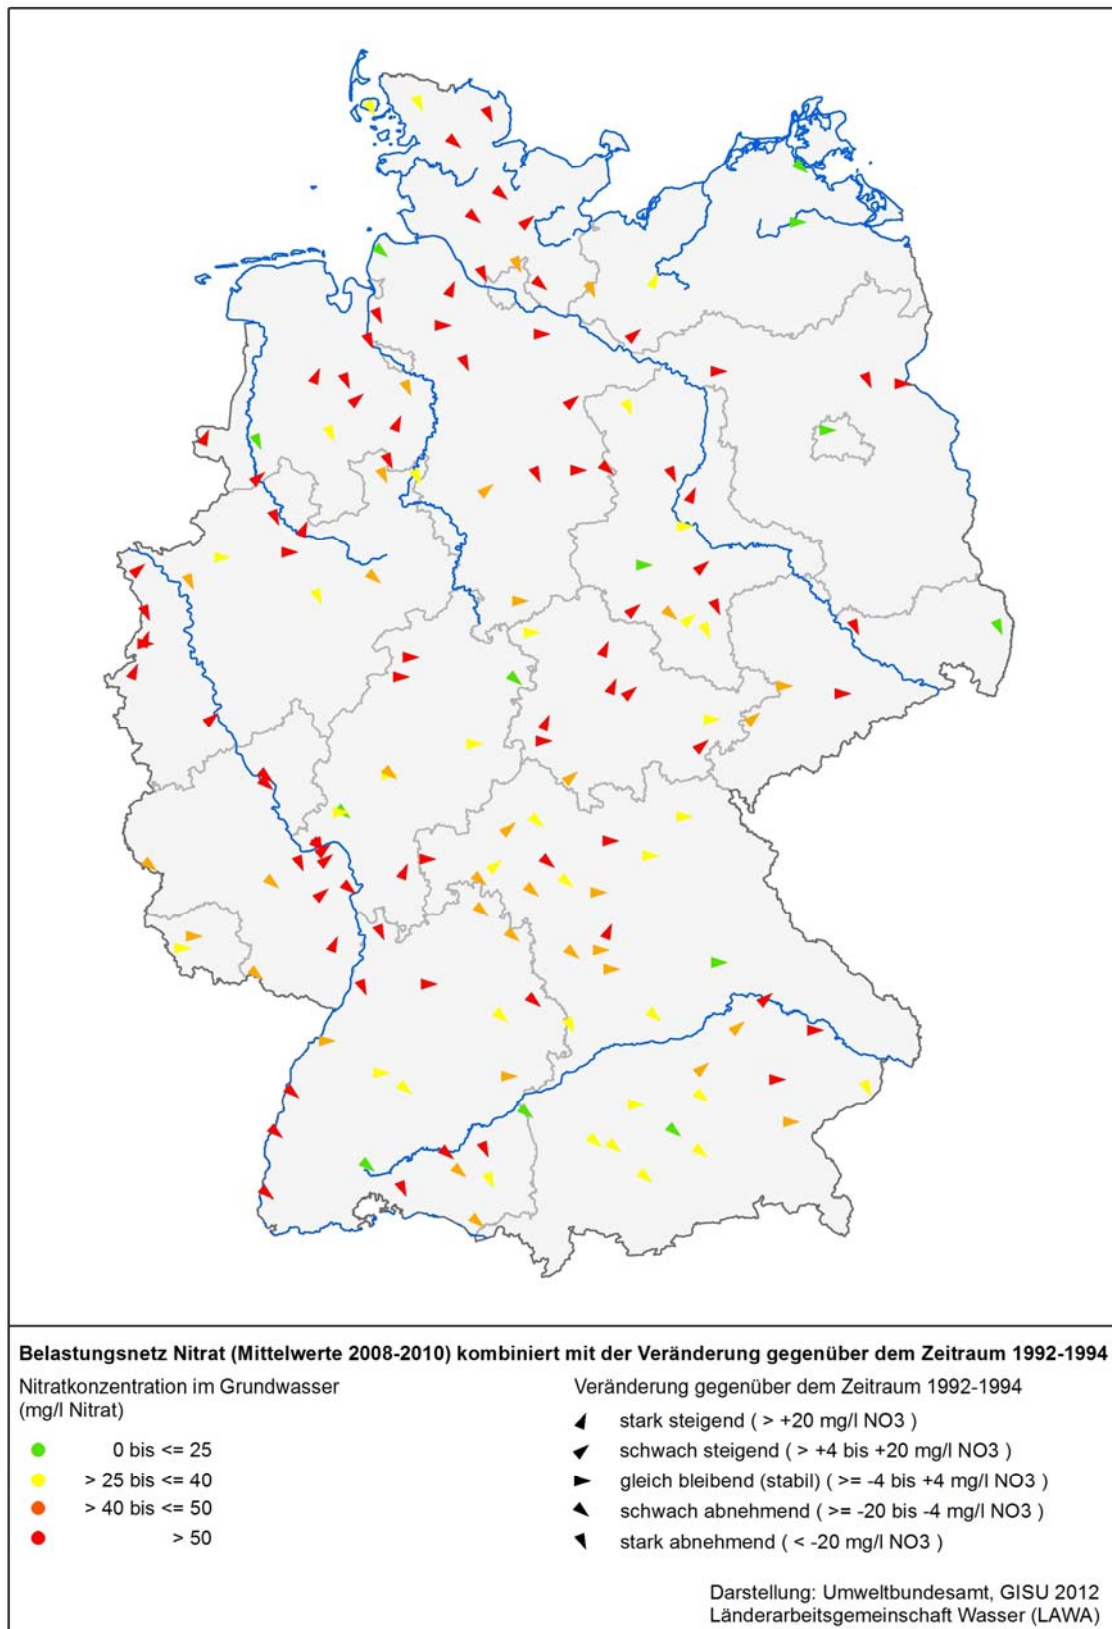 Belastungsnetz Nitrat (Mittelwerte 2008-2010) kombiniert mit der Veränderung gegenüber dem Zeitraum 1992-1994
Nitratkonzentration im Grundwasser
(mg/l Nitrat)
0 bis <= 25
> 25 bis <= 40
> 40 bis <= 50
> 50
Veränderung gegenüber dem Zeitraum 1992-1994
stark steigend ( > +20 mg/l NO3 )
schwach steigend ( > +4 bis +20 mg/l NO3 )
gleich bleibend (stabil) ( >= -4 bis +4 mg/l NO3 )
schwach abnehmend ( >= -20 bis -4 mg/l NO3 )
stark abnehmend ( < -20 mg/l NO3 )
Darstellung: Umweltbundesamt, GISU 2012
Länderarbeitsgemeinschaft Wasser (LAWA)